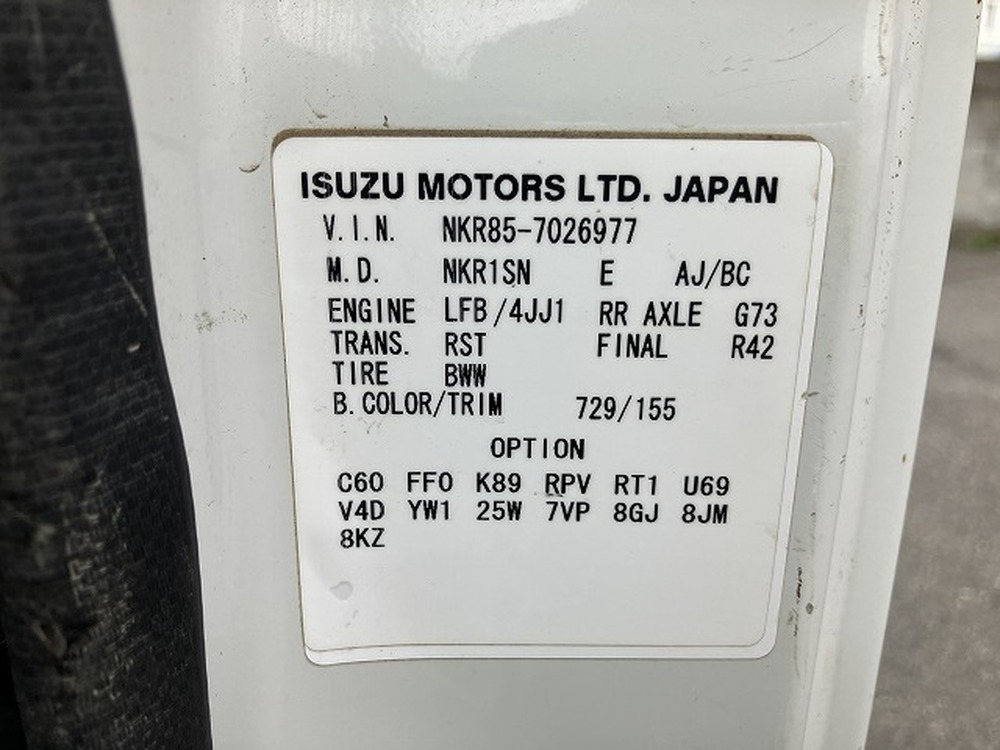 ISUZU MOTORS LTD. JAPAN
V.I.N. NKR85-7026977
M.D. NKR1SN E AJ/BC
ENGINE LFB/4JJ1 RR AXLE G73
TRANS. RST FINAL R42
TIRE BWW
B.COLOR/TRIM 729/155
OPTION
C60 FF0 K89 RPV RT1 U69
V4D YW1 25W 7VP 8GJ 8JM
8KZ